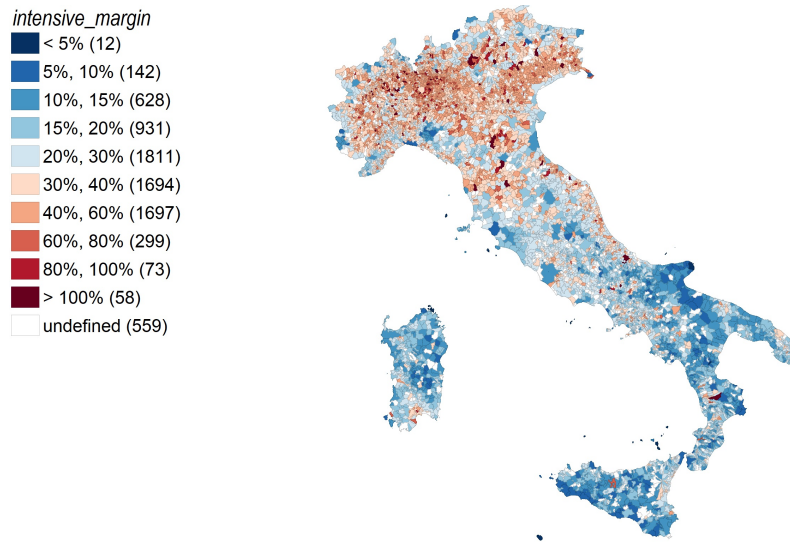 intensive_margin
< 5% (12)
5%, 10% (142)
10%, 15% (628)
15%, 20% (931)
20%, 30% (1811)
30%, 40% (1694)
40%, 60% (1697)
60%, 80% (299)
80%, 100% (73)
> 100% (58)
undefined (559)